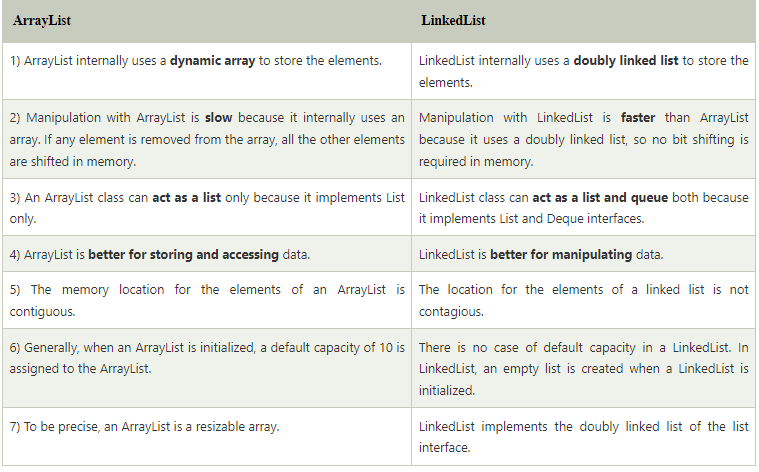 ArrayList
LinkedList
1) ArrayList internally uses a dynamic array to store the elements.
LinkedList internally uses a doubly linked list to store the
elements.
2) Manipulation with ArrayList is slow because it internally uses an
array. If any element is removed from the array, all the other elements
are shifted in memory.
Manipulation with LinkedList is faster than ArrayList
because it uses a doubly linked list, so no bit shifting is
required in memory.
3) An ArrayList class can act as a list only because it implements List
only.
LinkedList class can act as a list and queue both because
it implements List and Deque interfaces.
4) ArrayList is better for storing and accessing data.
LinkedList is better for manipulating data.
5) The memory location for the elements of an ArrayList is
contiguous.
The location for the elements of a linked list is not
contagious.
6) Generally, when an ArrayList is initialized, a default capacity of 10 is
assigned to the ArrayList.
There is no case of default capacity in a LinkedList. In
LinkedList, an empty list is created when a LinkedList is
initialized.
7) To be precise, an ArrayList is a resizable array.
LinkedList implements the doubly linked list of the list
interface.